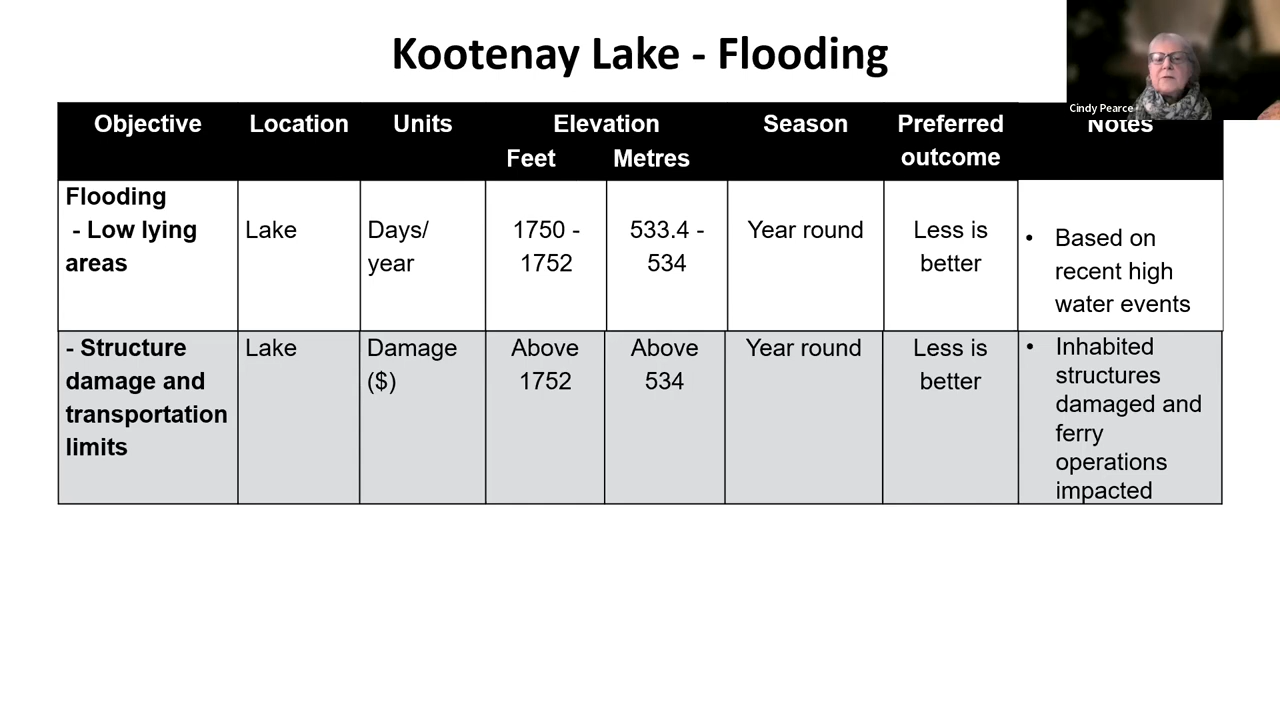 Kootenay Lake - Flooding
Cindy Pearce
Objective Location Units Elevation Season Preferred outcome Notes
Feet Metres
Flooding
- Low lying
areas
Lake
Days/
year
1750 -
1752
533.4 -
534
Year round
Less is
better
• Based on
recent high
water events
- Structure
damage and
transportation
limits
Lake
Damage
($)
Above
1752
Above
534
Year round
Less is
better
• Inhabited
structures
damaged and
ferry
operations
impacted